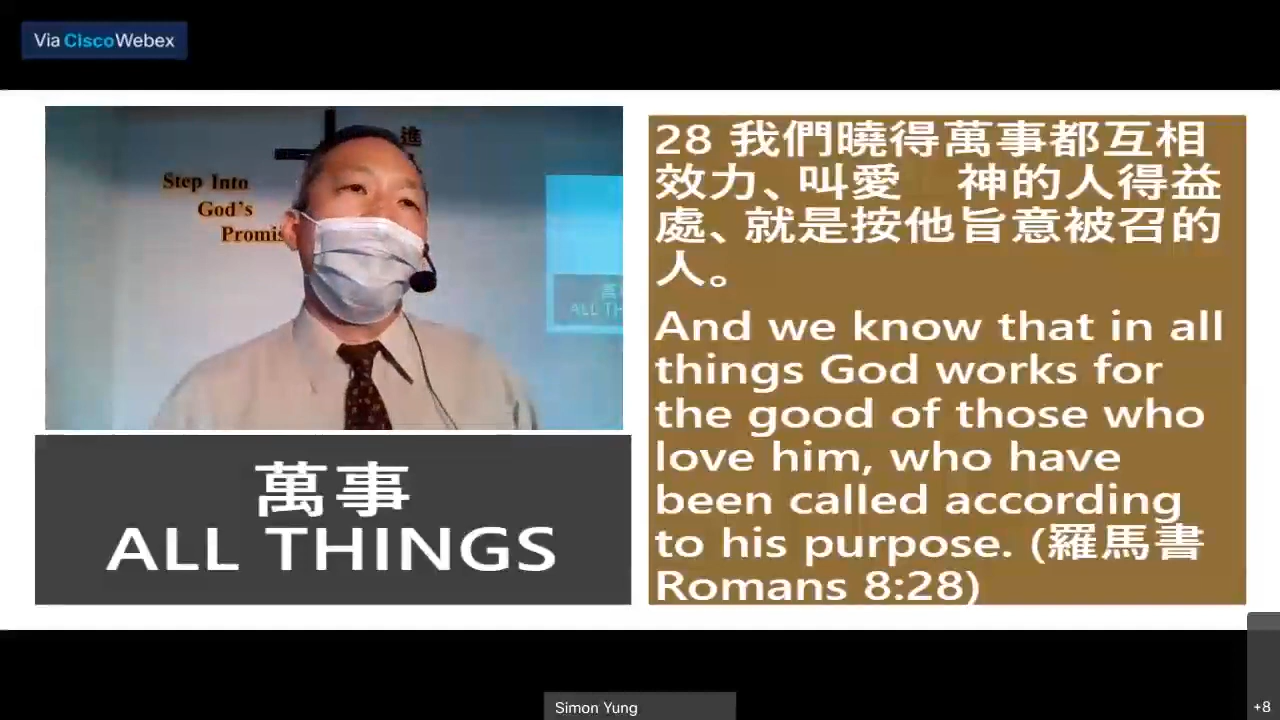 Via CiscoWebex
進
Step Into
God's
Promis
ALL TH
萬事
ALL THINGS
28 我們曉得萬事都互相
效力、叫愛 神的人得益
處、就是按他旨意被召的
人。
And we know that in all
things God works for
the good of those who
love him, who have
been called according
to his purpose. (羅馬書
Romans 8:28)
Simon Yung
+8